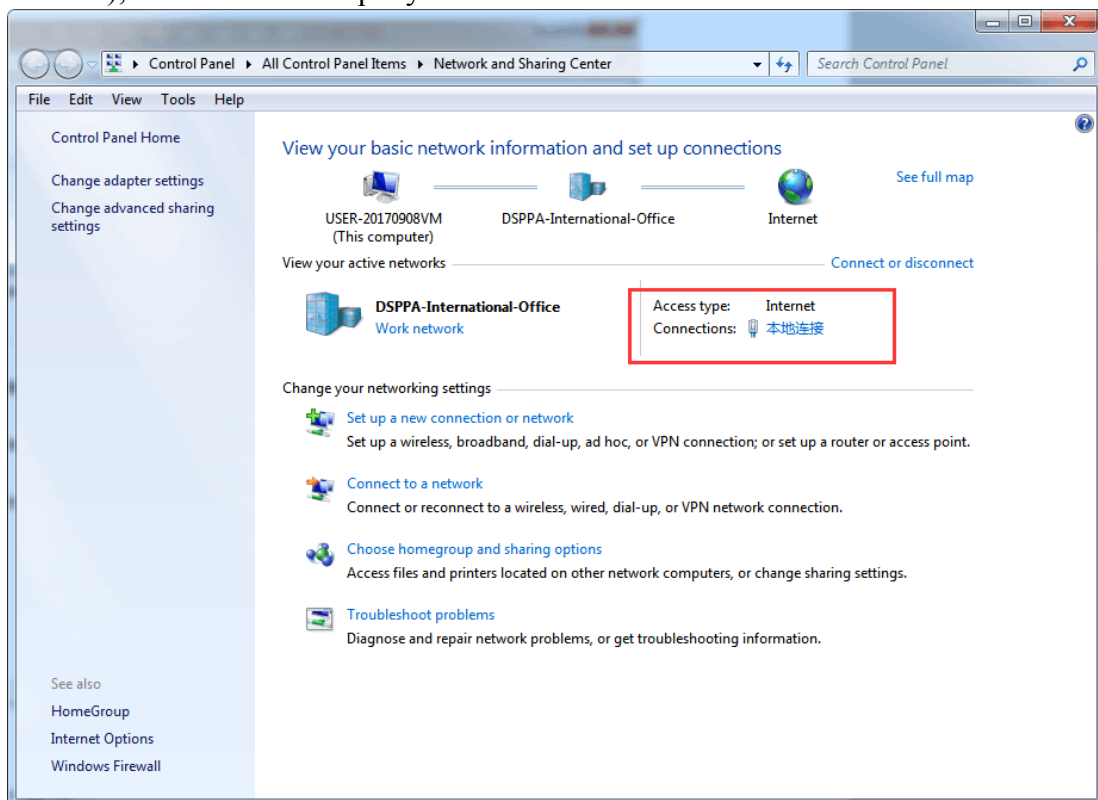 Control Panel ▸ All Control Panel Items ▸ Network and Sharing Center
Search Control Panel
File Edit View Tools Help
Control Panel Home
Change adapter settings
Change advanced sharing
settings
View your basic network information and set up connections
See full map
USER-20170908VM
(This computer)
DSPPA-International-Office
Internet
View your active networks
Connect or disconnect
DSPPA-International-Office
Work network
Access type: Internet
Connections: 本地连接
Change your networking settings
Set up a new connection or network
Set up a wireless, broadband, dial-up, ad hoc, or VPN connection; or set up a router or access point.
Connect to a network
Connect or reconnect to a wireless, wired, dial-up, or VPN network connection.
Choose homegroup and sharing options
Access files and printers located on other network computers, or change sharing settings.
Troubleshoot problems
Diagnose and repair network problems, or get troubleshooting information.
See also
HomeGroup
Internet Options
Windows Firewall